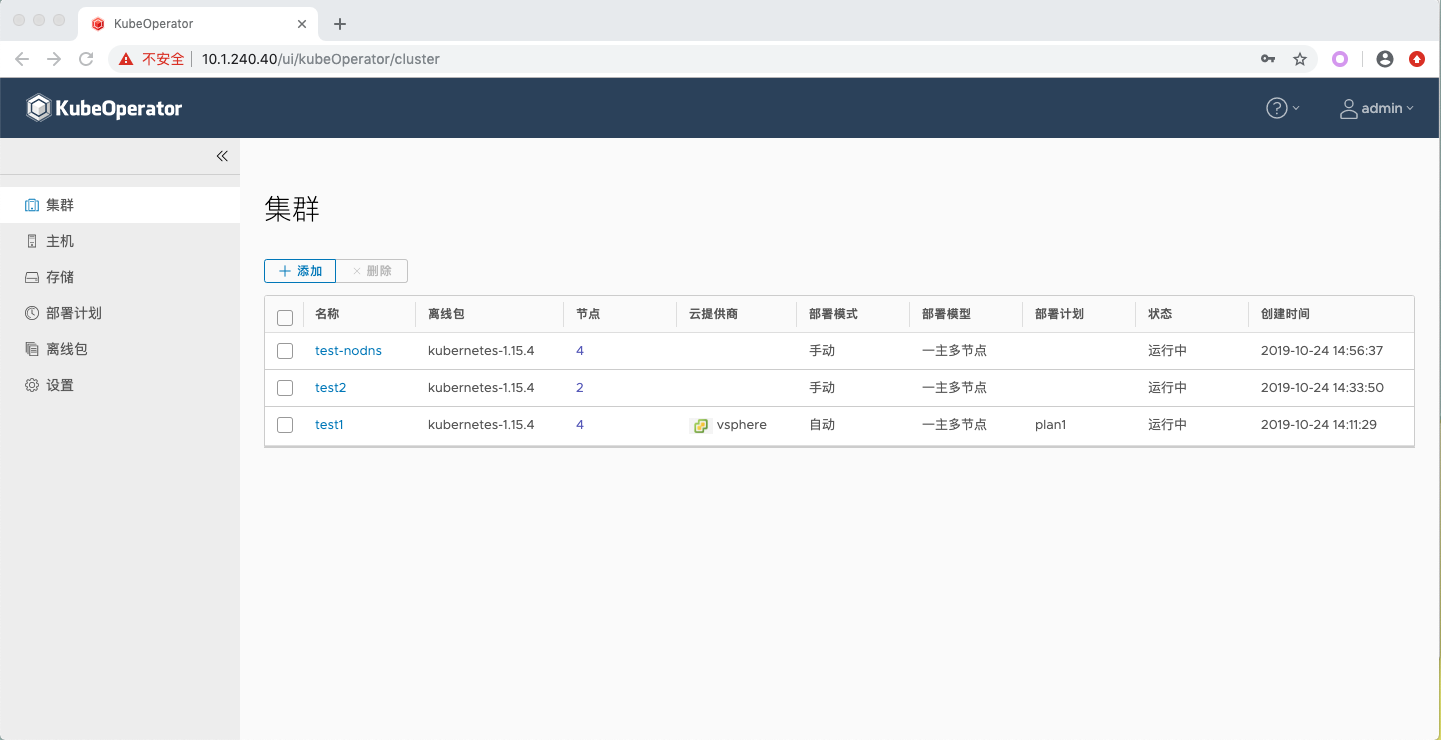 KubeOperator
不安全 10.1.240.40/ui/kubeOperator/cluster
KubeOperator
? admin
集群
主机
存储
部署计划
离线包
设置
集群
添加 删除
名称 离线包 节点 云提供商 部署模式 部署模型 部署计划 状态 创建时间
test-nodns kubernetes-1.15.4 4 手动 一主多节点 运行中 2019-10-24 14:56:37
test2 kubernetes-1.15.4 2 手动 一主多节点 运行中 2019-10-24 14:33:50
test1 kubernetes-1.15.4 4 vsphere 自动 一主多节点 plan1 运行中 2019-10-24 14:11:29